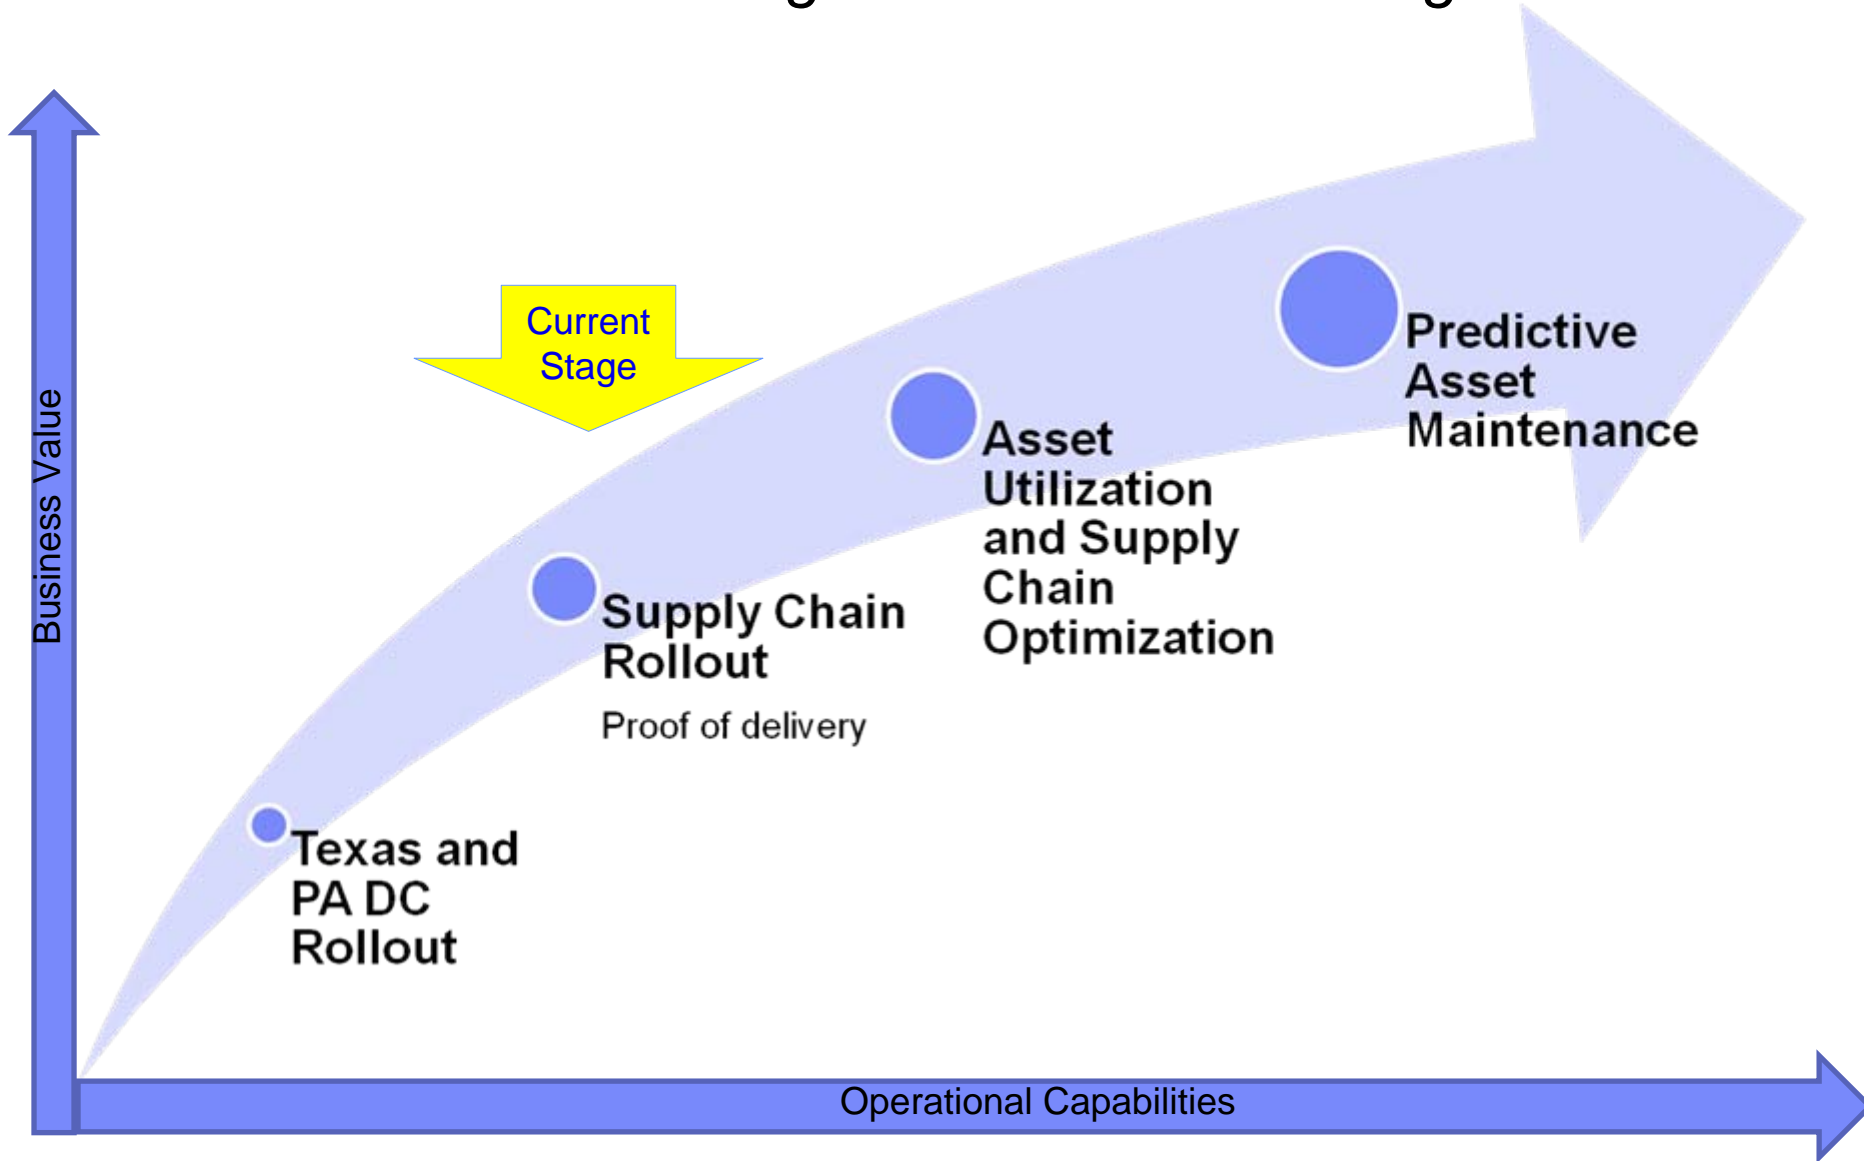 Business Value
Current
Stage
Predictive
Asset
Maintenance
Asset
Utilization
and Supply
Chain
Optimization
Supply Chain
Rollout
Proof of delivery
Texas and
PA DC
Rollout
Operational Capabilities